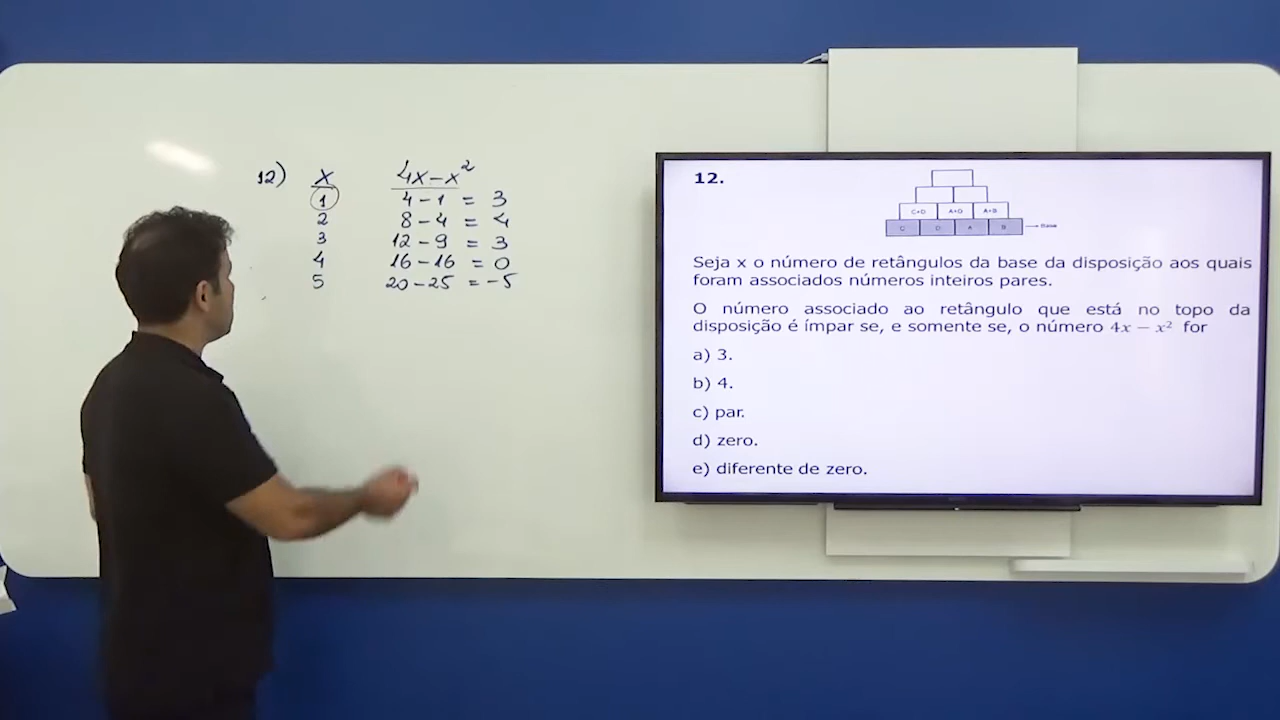 12) x 4x-x²
1 4-1 = 3
2 8-4 = 4
3 12-9 = 3
4 16-16 = 0
5 20-25 = -5
12.
C+D A+D A+B
C D A B Base
Seja x o número de retângulos da base da disposição aos quais
foram associados números inteiros pares.
O número associado ao retângulo que está no topo da
disposição é ímpar se, e somente se, o número 4x − x² for
a) 3.
b) 4.
c) par.
d) zero.
e) diferente de zero.